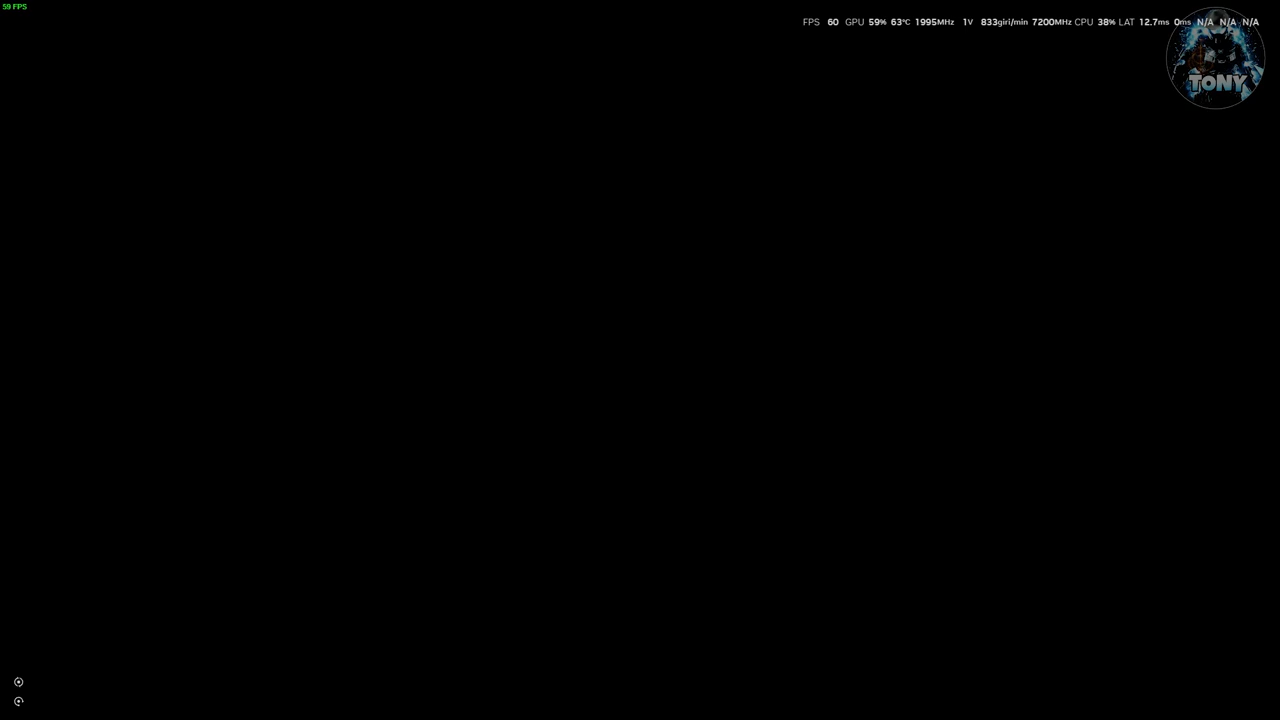 59 FPS
FPS 60 GPU 59% 63°C 1995MHz 1V 833giri/min 7200MHz CPU 38% LAT 12.7ms 0ms N/A N/A N/A
TONY